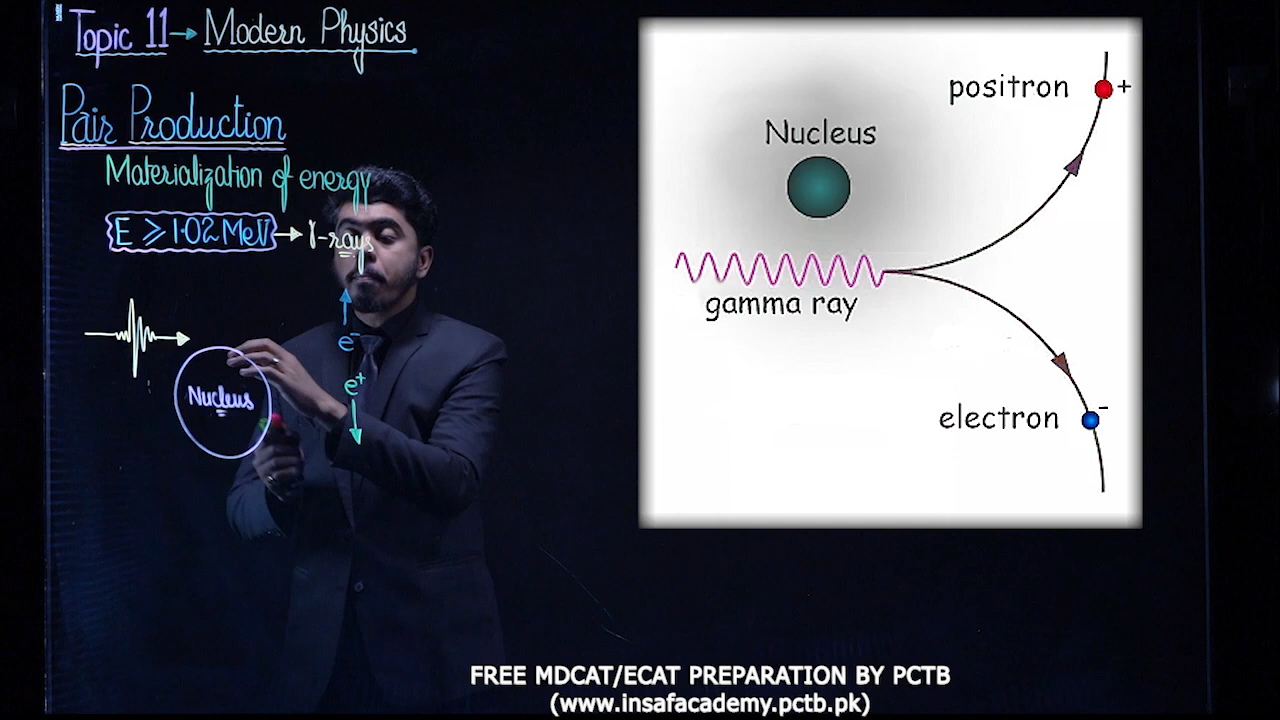 Topic 11 → Modern Physics
Pair Production
Materialization of energy
E ⩾ 1.02 MeV → γ-rays
e⁻
e⁺
Nucleus
positron +
Nucleus
gamma ray
electron -
FREE MDCAT/ECAT PREPARATION BY PCTB
(www.insafacademy.pctb.pk)